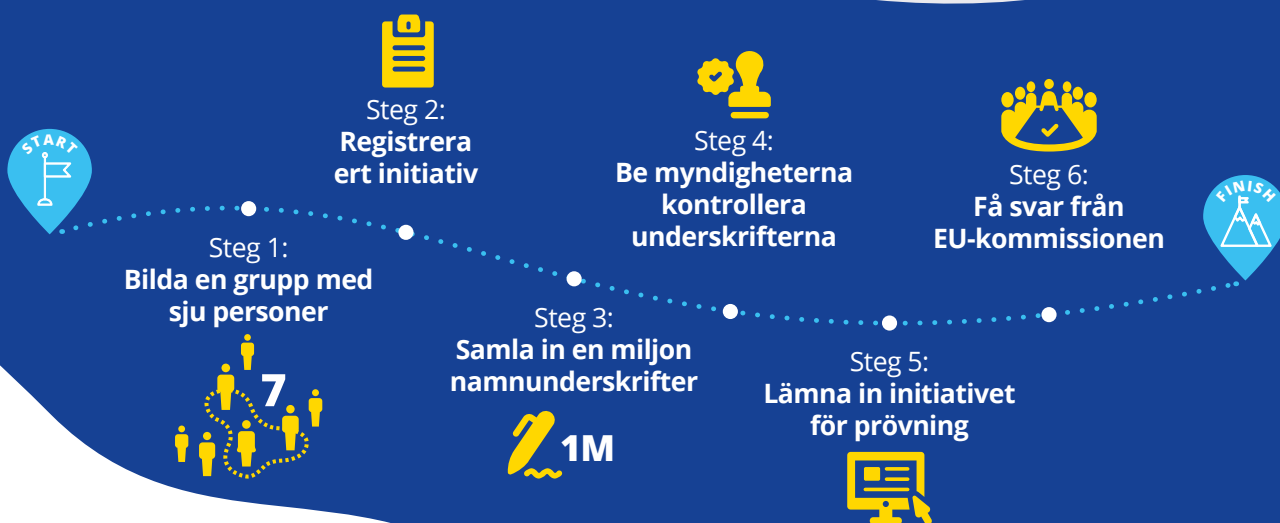 START
Steg 1:
Bilda en grupp med
sju personer
7
Steg 2:
Registrera
ert initiativ
Steg 3:
Samla in en miljon
namnunderskrifter
1M
Steg 4:
Be myndigheterna
kontrollera
underskrifterna
Steg 5:
Lämna in initiativet
för prövning
Steg 6:
Få svar från
EU-kommissionen
FINISH